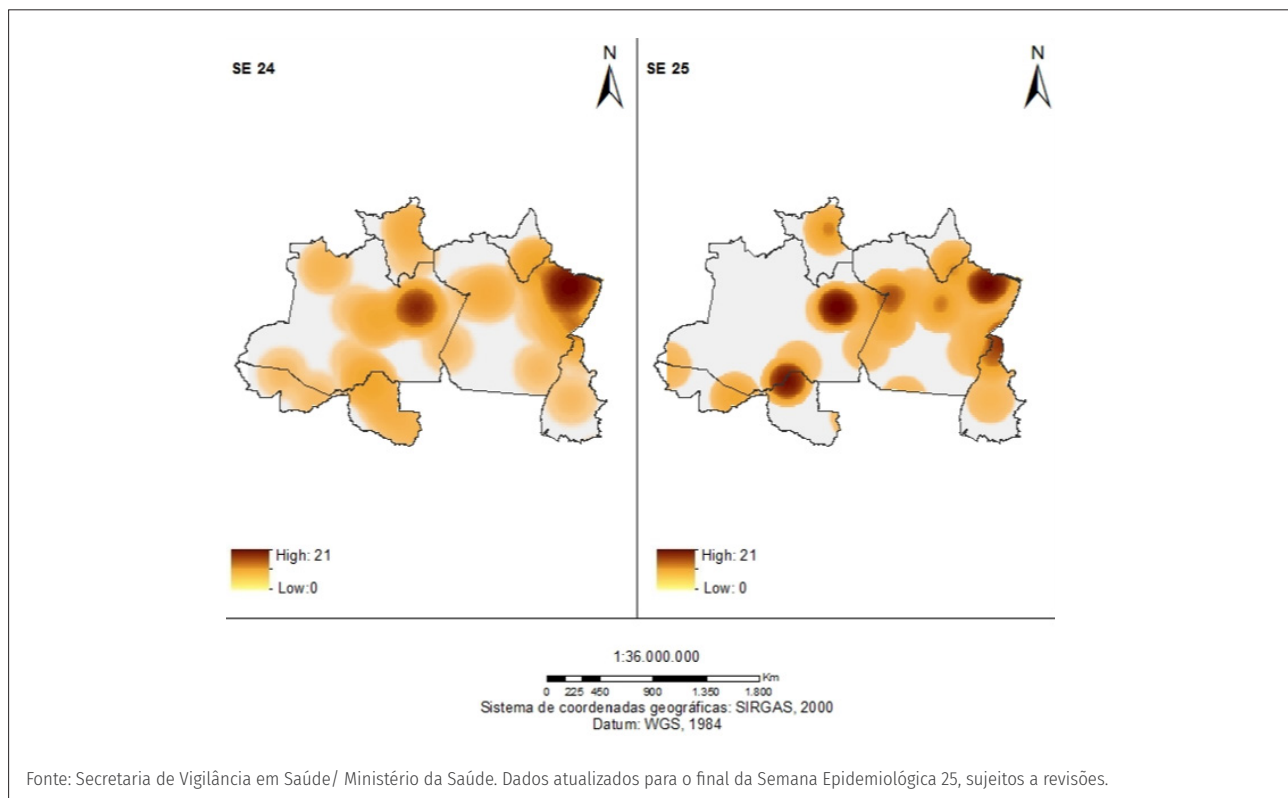 SE 24
N
SE 25
N
High: 21
Low:0
High: 21
Low: 0
1:36.000.000
Km
0 225 450 900 1.350 1.800
Sistema de coordenadas geográficas: SIRGAS, 2000
Datum: WGS, 1984
Fonte: Secretaria de Vigilância em Saúde/ Ministério da Saúde. Dados atualizados para o final da Semana Epidemiológica 25, sujeitos a revisões.